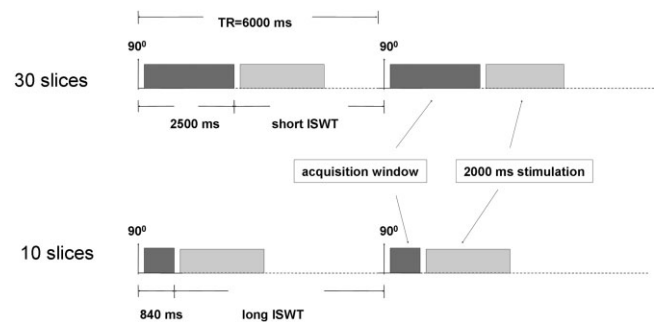 TR=6000 ms
90⁰ 90⁰
30 slices
2500 ms short ISWT
acquisition window 2000 ms stimulation
90⁰ 90⁰
10 slices
840 ms long ISWT